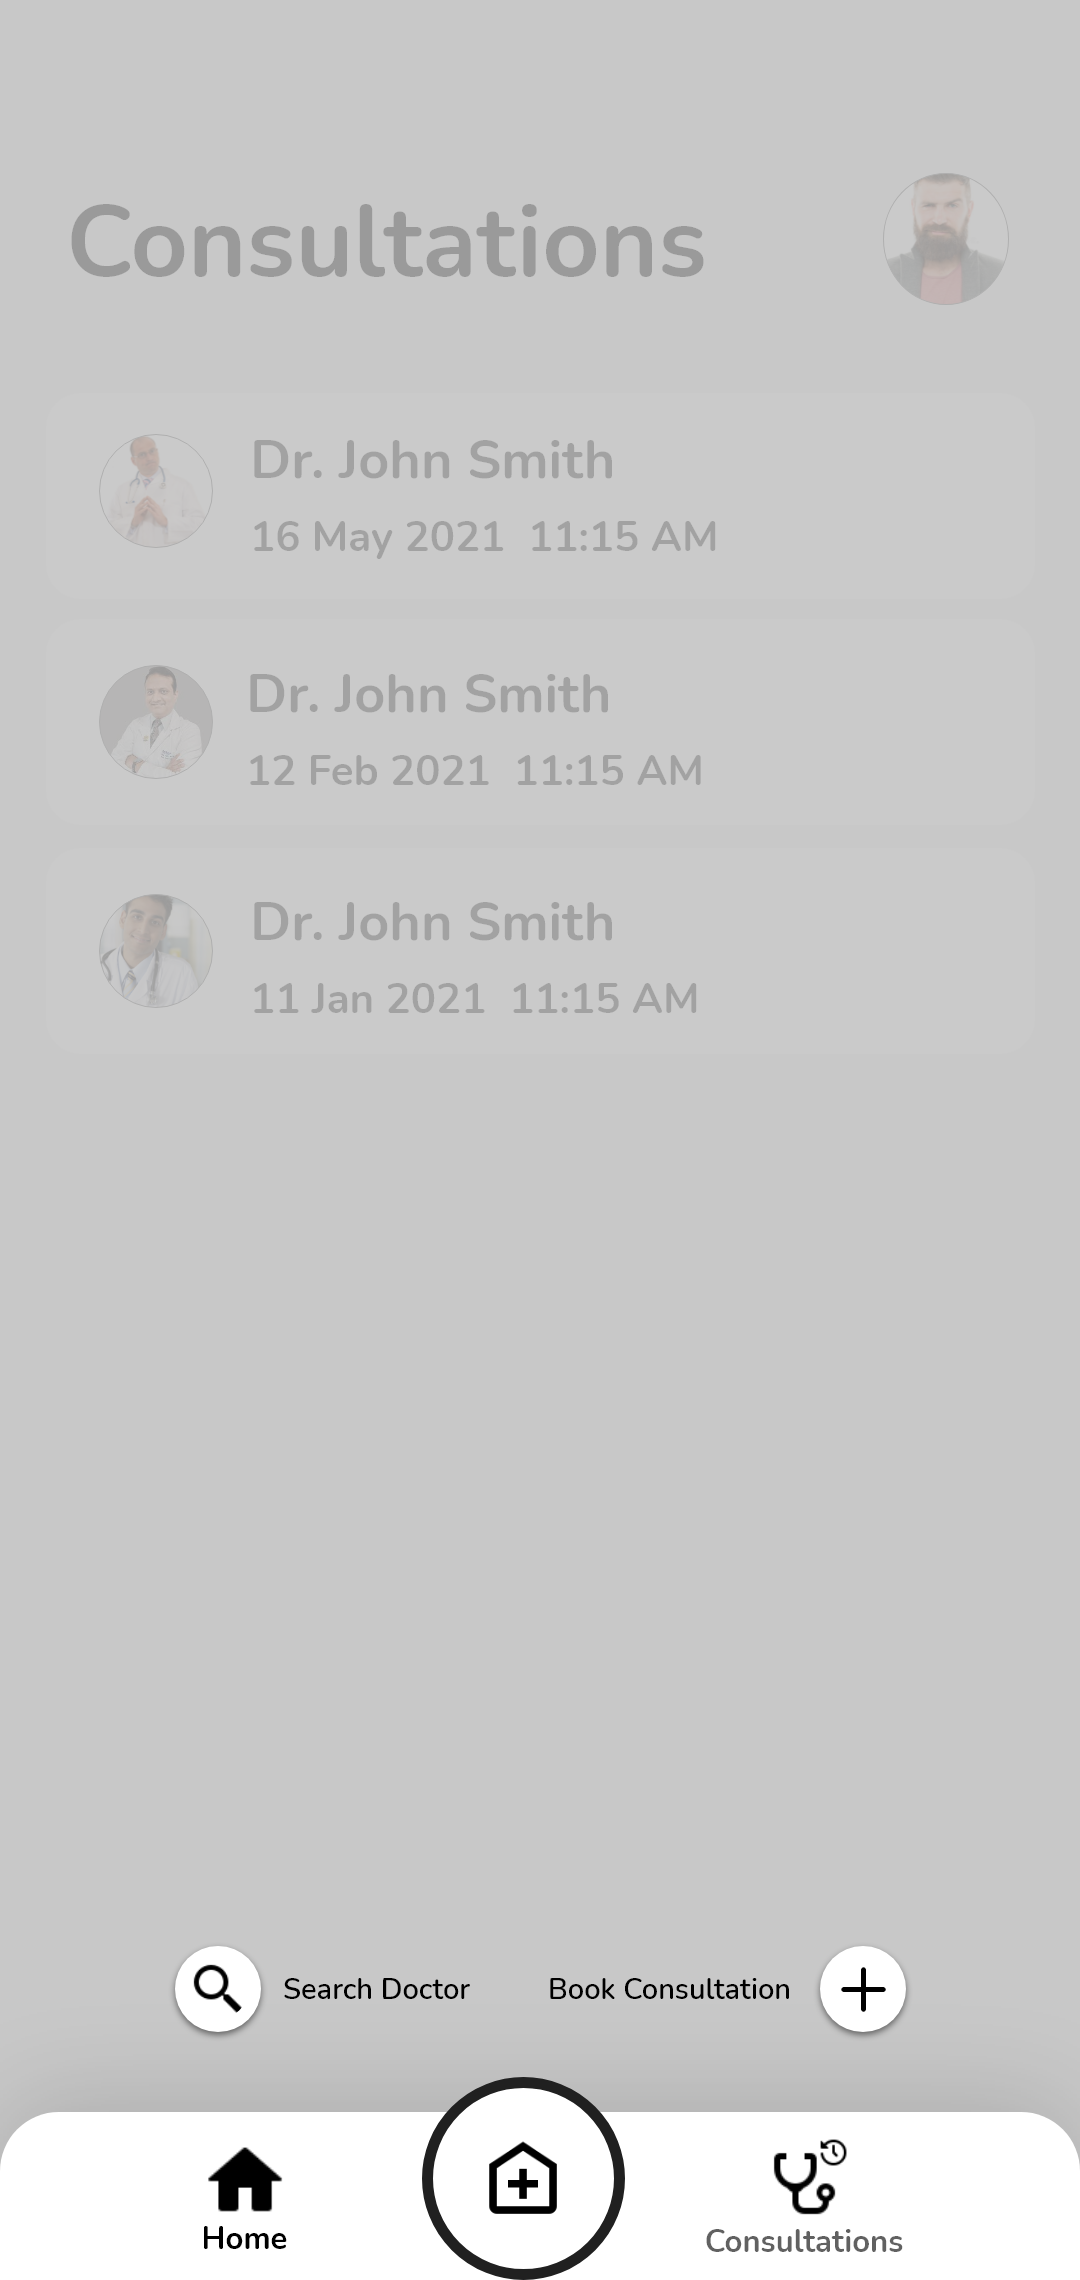 Consultations
Dr. John Smith
16 May 2021  11:15 AM
Dr. John Smith
12 Feb 2021  11:15 AM
Dr. John Smith
11 Jan 2021  11:15 AM
Search Doctor
Book Consultation
Home
Consultations